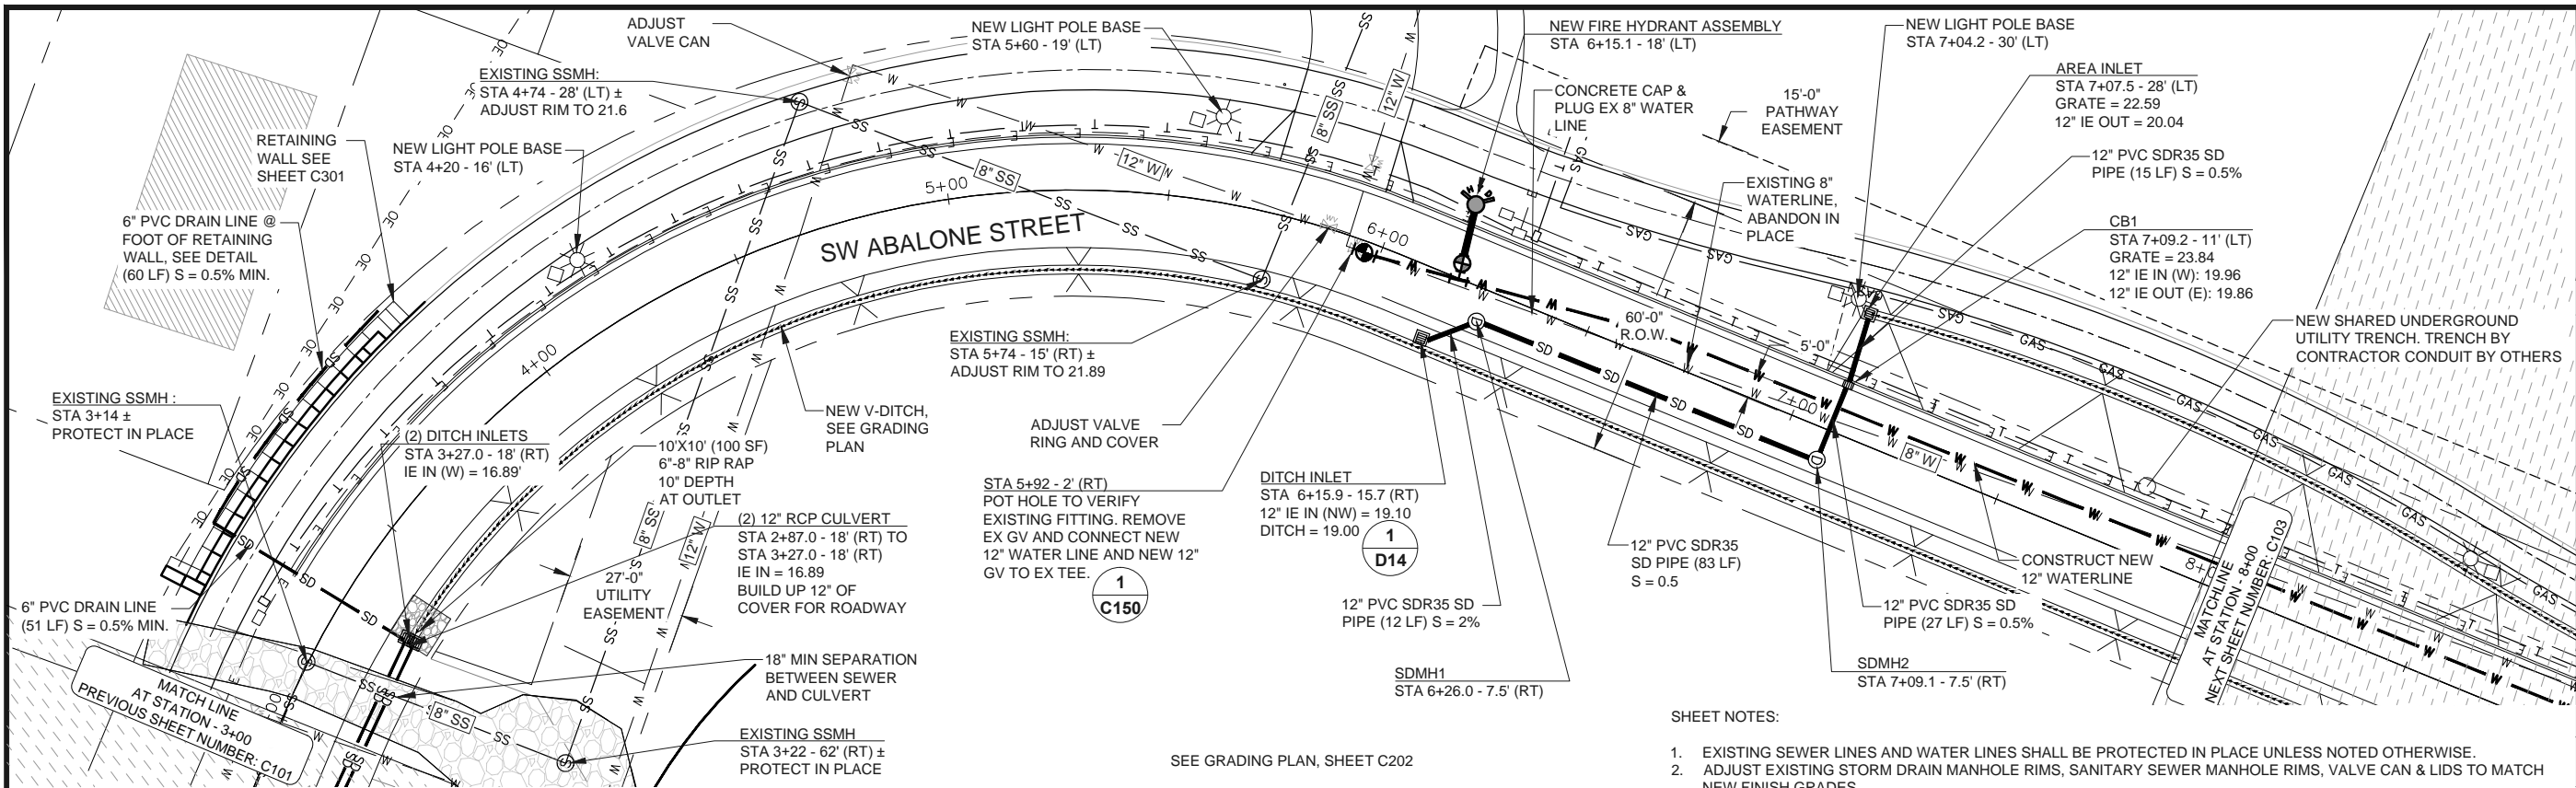 ADJUST
VALVE CAN
NEW LIGHT POLE BASE
STA 5+60 - 19' (LT)
NEW FIRE HYDRANT ASSEMBLY
STA 6+15.1 - 18' (LT)
NEW LIGHT POLE BASE
STA 7+04.2 - 30' (LT)
EXISTING SSMH:
STA 4+74 - 28' (LT) ±
ADJUST RIM TO 21.6
CONCRETE CAP &
PLUG EX 8" WATER
LINE
15'-0"
PATHWAY
EASEMENT
AREA INLET
STA 7+07.5 - 28' (LT)
GRATE = 22.59
12" IE OUT = 20.04
RETAINING
WALL SEE
SHEET C301
NEW LIGHT POLE BASE
STA 4+20 - 16' (LT)
12" PVC SDR35 SD
PIPE (15 LF) S = 0.5%
EXISTING 8"
WATERLINE,
ABANDON IN
PLACE
6" PVC DRAIN LINE @
FOOT OF RETAINING
WALL, SEE DETAIL
(60 LF) S = 0.5% MIN.
CB1
STA 7+09.2 - 11' (LT)
GRATE = 23.84
12" IE IN (W): 19.96
12" IE OUT (E): 19.86
8" SS
12" W
12" W
8" SS
5+00
SW ABALONE STREET
6+00
4+00
60'-0"
R.O.W.
5'-0"
7+00
8" W
NEW SHARED UNDERGROUND
UTILITY TRENCH. TRENCH BY
CONTRACTOR CONDUIT BY OTHERS
EXISTING SSMH:
STA 5+74 - 15' (RT) ±
ADJUST RIM TO 21.89
EXISTING SSMH :
STA 3+14 ±
PROTECT IN PLACE
(2) DITCH INLETS
STA 3+27.0 - 18' (RT)
IE IN (W) = 16.89'
NEW V-DITCH,
SEE GRADING
PLAN
10'X10' (100 SF)
6"-8" RIP RAP
10" DEPTH
AT OUTLET
ADJUST VALVE
RING AND COVER
STA 5+92 - 2' (RT)
POT HOLE TO VERIFY
EXISTING FITTING. REMOVE
EX GV AND CONNECT NEW
12" WATER LINE AND NEW 12"
GV TO EX TEE.
1
C150
DITCH INLET
STA 6+15.9 - 15.7 (RT)
12" IE IN (NW) = 19.10
DITCH = 19.00
1
D14
(2) 12" RCP CULVERT
STA 2+87.0 - 18' (RT) TO
STA 3+27.0 - 18' (RT)
IE IN = 16.89
BUILD UP 12" OF
COVER FOR ROADWAY
8" SS
12" W
27'-0"
UTILITY
EASEMENT
12" PVC SDR35
SD PIPE (83 LF)
S = 0.5
CONSTRUCT NEW
12" WATERLINE
MATCHLINE
AT STATION - 8+00
NEXT SHEET NUMBER: C103
6" PVC DRAIN LINE
(51 LF) S = 0.5% MIN.
12" PVC SDR35 SD
PIPE (12 LF) S = 2%
12" PVC SDR35 SD
PIPE (27 LF) S = 0.5%
18" MIN SEPARATION
BETWEEN SEWER
AND CULVERT
SDMH1
STA 6+26.0 - 7.5' (RT)
SDMH2
STA 7+09.1 - 7.5' (RT)
MATCH LINE
AT STATION - 3+00
PREVIOUS SHEET NUMBER: C101
8" SS
EXISTING SSMH
STA 3+22 - 62' (RT) ±
PROTECT IN PLACE
SEE GRADING PLAN, SHEET C202
SHEET NOTES:
1. EXISTING SEWER LINES AND WATER LINES SHALL BE PROTECTED IN PLACE UNLESS NOTED OTHERWISE.
2. ADJUST EXISTING STORM DRAIN MANHOLE RIMS, SANITARY SEWER MANHOLE RIMS, VALVE CAN & LIDS TO MATCH
NEW FINISH GRADES